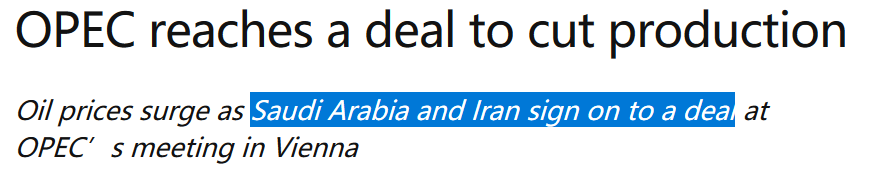 OPEC reaches a deal to cut production
Oil prices surge as Saudi Arabia and Iran sign on to a deal at
OPEC’ s meeting in Vienna